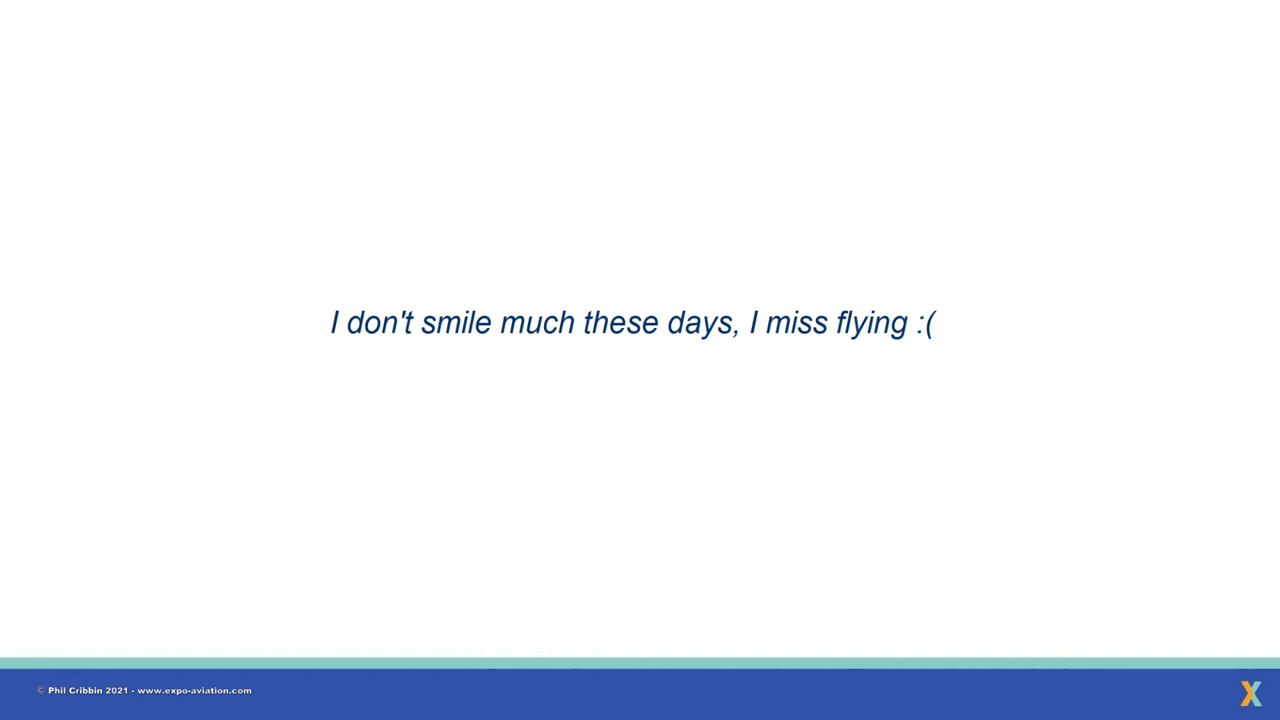 I don't smile much these days, I miss flying :(
© Phil Cribbin 2021 - www.expo-aviation.com
X